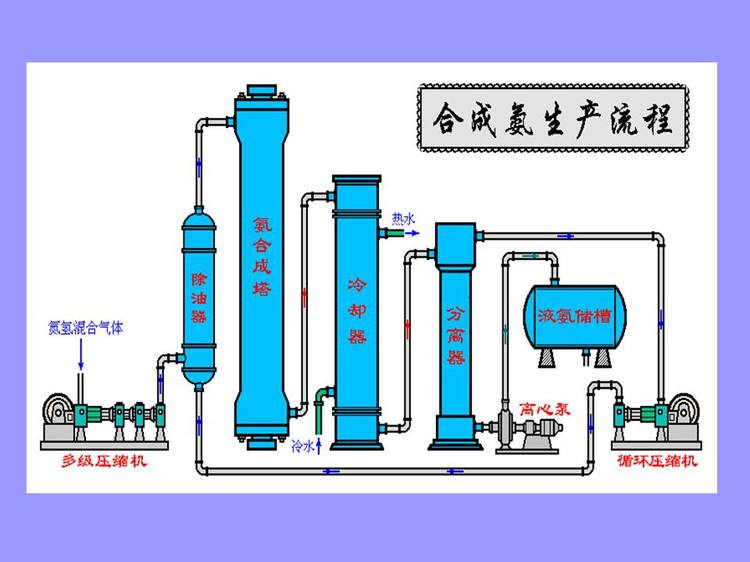 合成氨生产流程
热水
氨合成塔
除油器
冷却器
分离器
液氨储槽
氮氢混合气体
离心泵
冷水
多级压缩机
循环压缩机